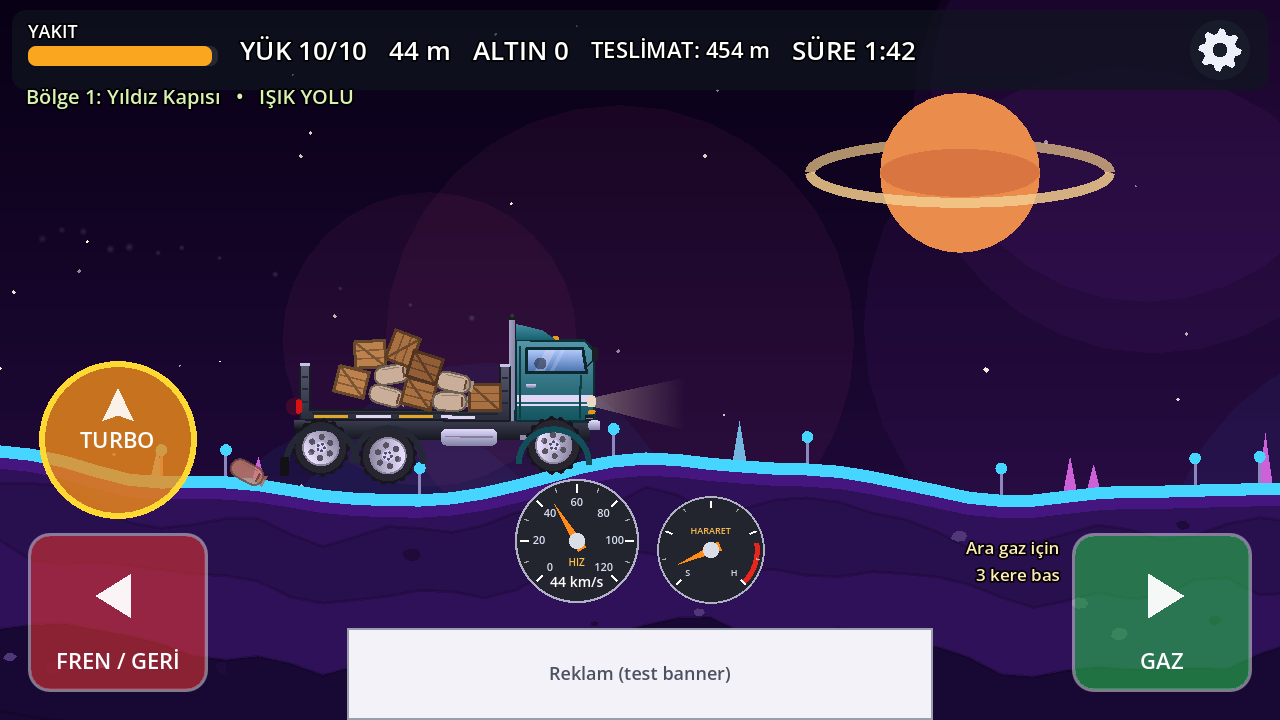 YAKIT
YÜK 10/10 44 m ALTIN 0 TESLİMAT: 454 m SÜRE 1:42
Bölge 1: Yıldız Kapısı • IŞIK YOLU
TURBO
FREN / GERİ
0 20 40 60 80 100 120
HIZ
44 km/s
HARARET
S H
Ara gaz için
3 kere bas
GAZ
Reklam (test banner)